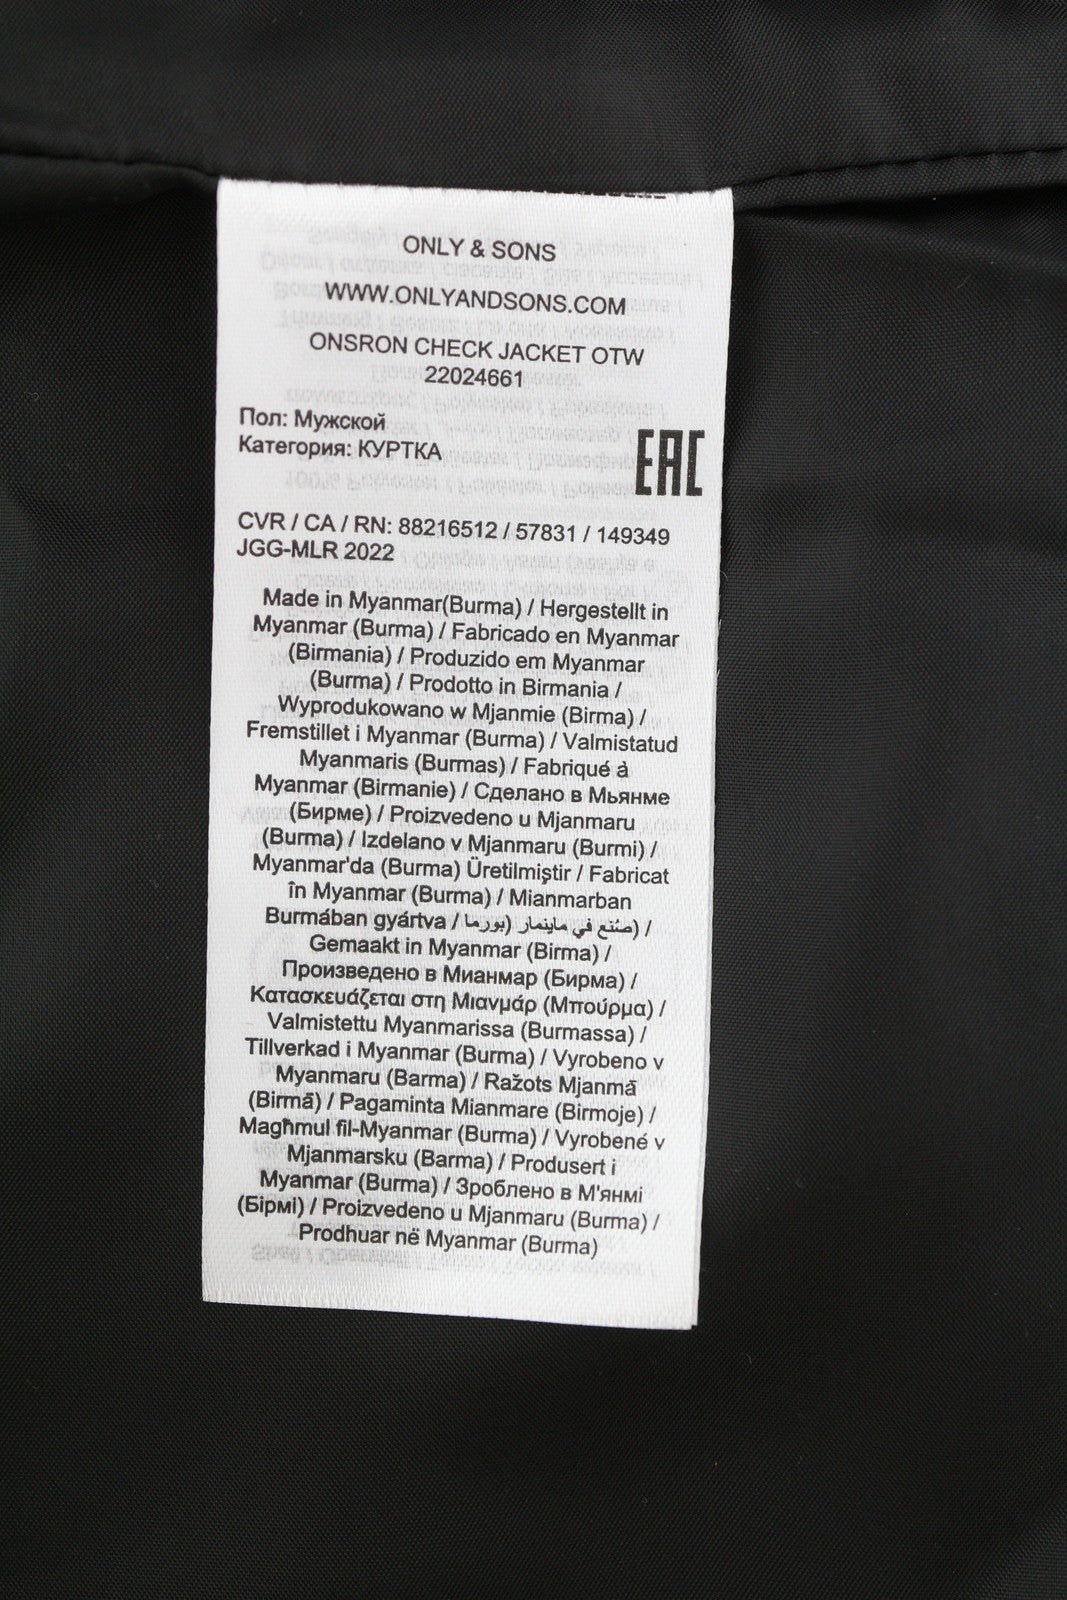 ONLY & SONS
WWW.ONLYANDSONS.COM
ONSRON CHECK JACKET OTW
22024661
Пол: Мужской
Категория: КУРТКА
EAC
CVR / CA / RN: 88216512 / 57831 / 149349
JGG-MLR 2022
Made in Myanmar(Burma) / Hergestellt in
Myanmar (Burma) / Fabricado en Myanmar
(Birmania) / Produzido em Myanmar
(Burma) / Prodotto in Birmania /
Wyprodukowano w Mjanmie (Birma) /
Fremstillet i Myanmar (Burma) / Valmistatud
Myanmaris (Burmas) / Fabriqué à
Myanmar (Birmanie) / Сделано в Мьянме
(Бирме) / Proizvedeno u Mjanmaru
(Burma) / Izdelano v Mjanmaru (Burmi) /
Myanmar'da (Burma) Üretilmiştir / Fabricat
în Myanmar (Burma) / Mianmarban
Burmában gyártva / صُنع في ماينمار (بورما) /
Gemaakt in Myanmar (Birma) /
Произведено в Мианмар (Бирма) /
Κατασκευάζεται στη Μιανμάρ (Μπούρμα) /
Valmistettu Myanmarissa (Burmassa) /
Tillverkad i Myanmar (Burma) / Vyrobeno v
Myanmaru (Barma) / Ražots Mjanmā
(Birmā) / Pagaminta Mianmare (Birmoje) /
Magħmul fil-Myanmar (Burma) / Vyrobené v
Mjanmarsku (Barma) / Produsert i
Myanmar (Burma) / Зроблено в М'янмі
(Бірмі) / Proizvedeno u Mjanmaru (Burma) /
Prodhuar në Myanmar (Burma)